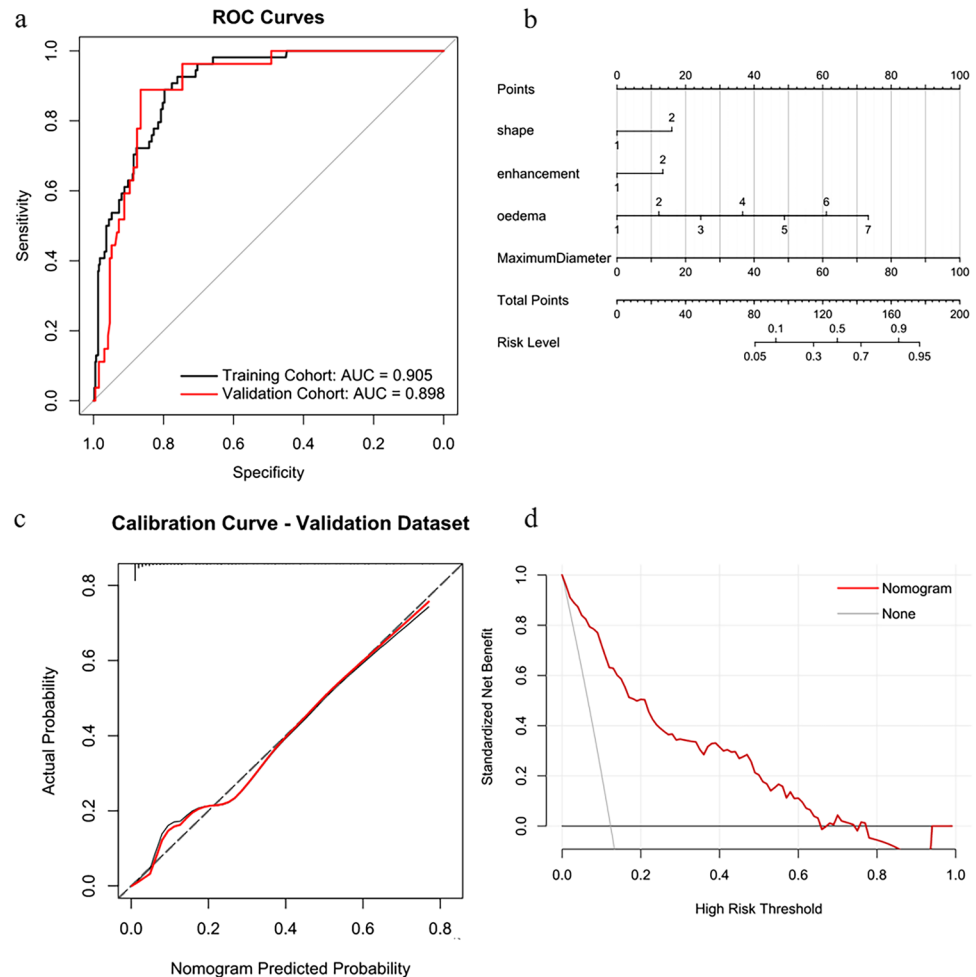 a
ROC Curves
1.0
0.8
0.6
0.4
0.2
0.0
Sensitivity
Training Cohort: AUC = 0.905
Validation Cohort: AUC = 0.898
1.0 0.8 0.6 0.4 0.2 0.0
Specificity
b
0 20 40 60 80 100
Points
2
shape
1
2
enhancement
1
2 4 6
oedema
1 3 5 7
MaximumDiameter
0 20 40 60 80 100
Total Points
0 40 80 120 160 200
0.1 0.5 0.9
Risk Level
0.05 0.3 0.7 0.95
c
Calibration Curve - Validation Dataset
0.8
0.6
0.4
0.2
0.0
Actual Probability
0.0 0.2 0.4 0.6 0.8
Nomogram Predicted Probability
d
1.0
0.8
0.6
0.4
0.2
0.0
Standardized Net Benefit
Nomogram
None
0.0 0.2 0.4 0.6 0.8 1.0
High Risk Threshold